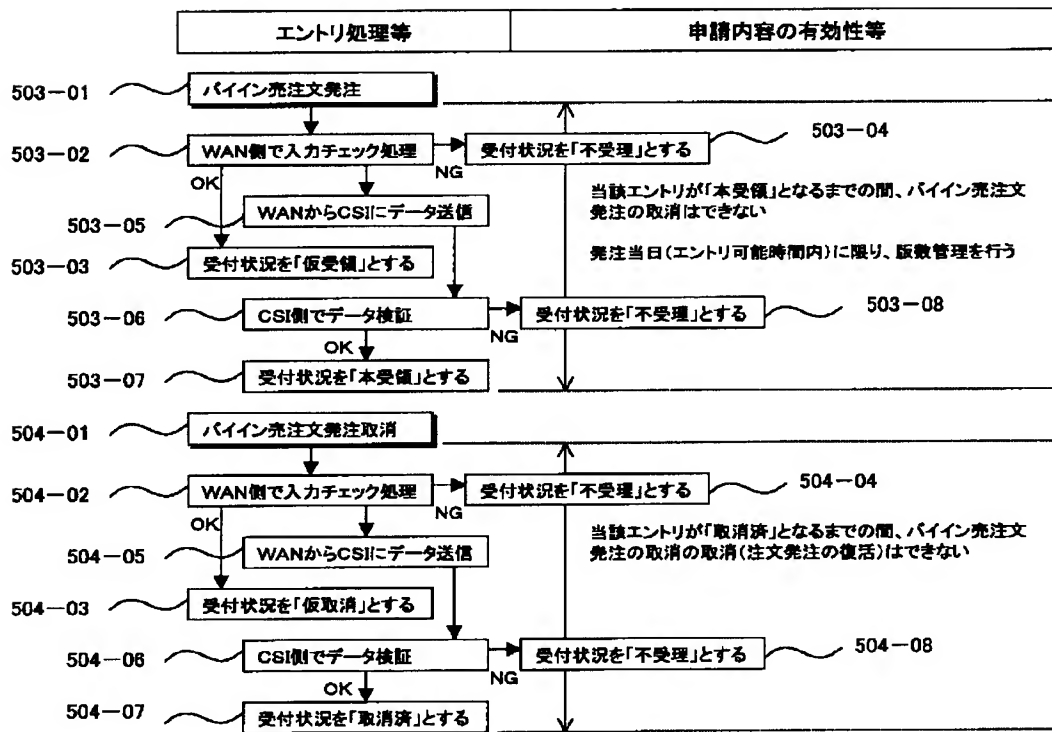 エントリ処理等
申請内容の有効性等
503-01
バイイン売注文発注
503-02
WAN側で入力チェック処理
NG
受付状況を「不受理」とする
503-04
OK
503-05
WANからCSIにデータ送信
当該エントリが「本受領」となるまでの間、バイイン売注文
発注の取消はできない
503-03
受付状況を「仮受領」とする
発注当日(エントリ可能時間内)に限り、版数管理を行う
503-06
CSI側でデータ検証
NG
受付状況を「不受理」とする
503-08
OK
503-07
受付状況を「本受領」とする
504-01
バイイン売注文発注取消
504-02
WAN側で入力チェック処理
NG
受付状況を「不受理」とする
504-04
OK
504-05
WANからCSIにデータ送信
当該エントリが「取消済」となるまでの間、バイイン売注文
発注の取消の取消(注文発注の復活)はできない
504-03
受付状況を「仮取消」とする
504-06
CSI側でデータ検証
NG
受付状況を「不受理」とする
504-08
OK
504-07
受付状況を「取消済」とする